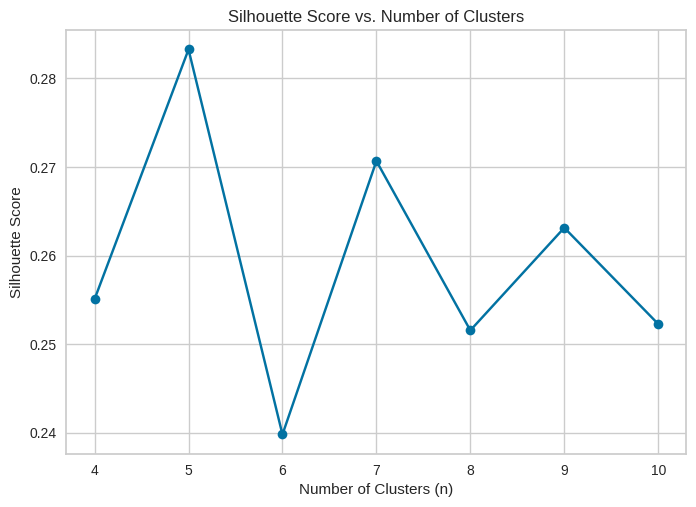 Silhouette Score vs. Number of Clusters
Silhouette Score
0.28
0.27
0.26
0.25
0.24
4 5 6 7 8 9 10
Number of Clusters (n)